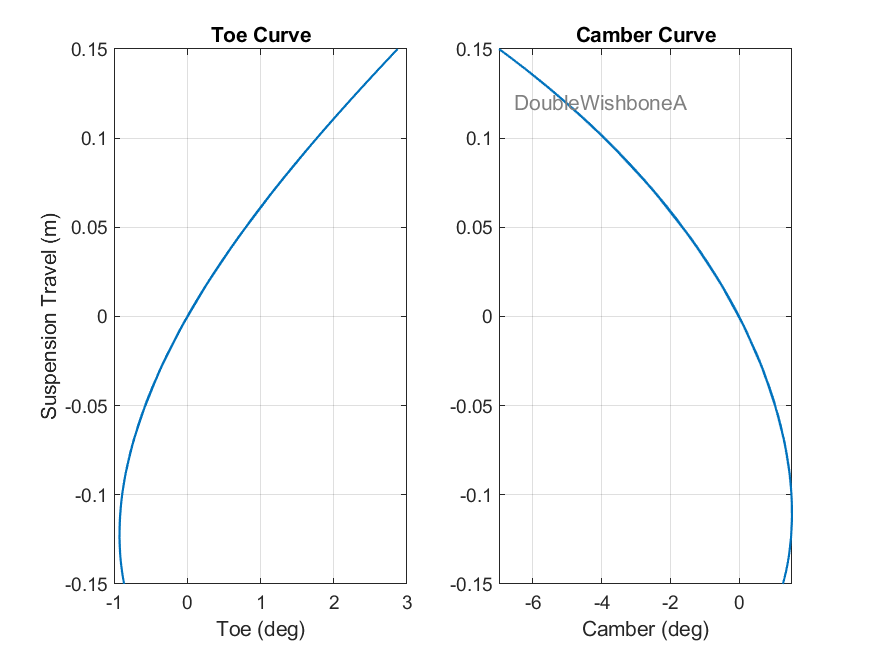 Toe Curve
0.15
0.1
0.05
0
-0.05
-0.1
-0.15
-1 0 1 2 3
Toe (deg)
Suspension Travel (m)
Camber Curve
DoubleWishboneA
0.15
0.1
0.05
0
-0.05
-0.1
-0.15
-6 -4 -2 0
Camber (deg)